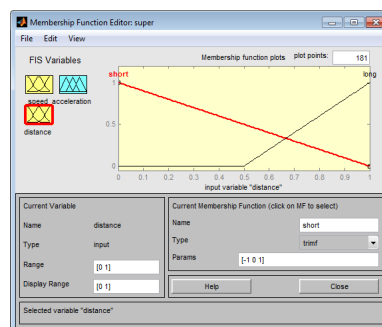 Membership Function Editor: super
File Edit View
FIS Variables
Membership function plots plot points: 181
speed acceleration
distance
short long
1
0.5
0
0 0.1 0.2 0.3 0.4 0.5 0.6 0.7 0.8 0.9 1
input variable "distance"
Current Variable
Name distance
Type input
Range [0 1]
Display Range [0 1]
Current Membership Function (click on MF to select)
Name short
Type trimf
Params [-1 0 1]
Help Close
Selected variable "distance"